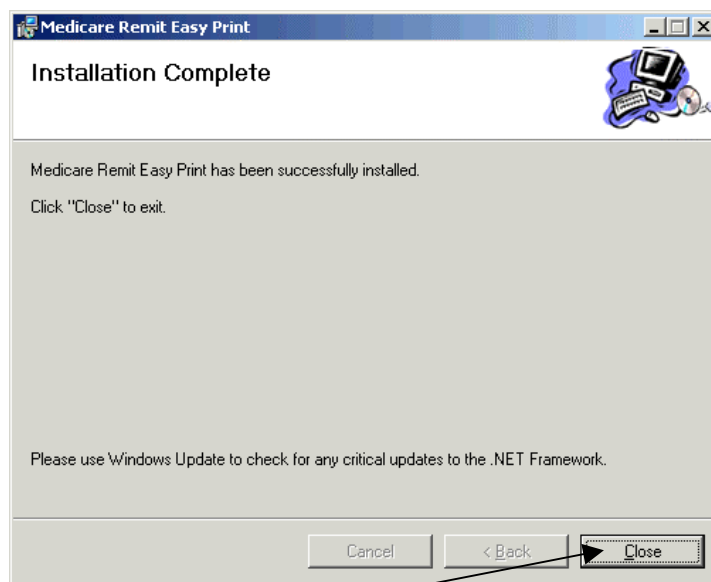 Medicare Remit Easy Print
Installation Complete
Medicare Remit Easy Print has been successfully installed.
Click "Close" to exit.
Please use Windows Update to check for any critical updates to the .NET Framework.
Cancel
< Back
Close